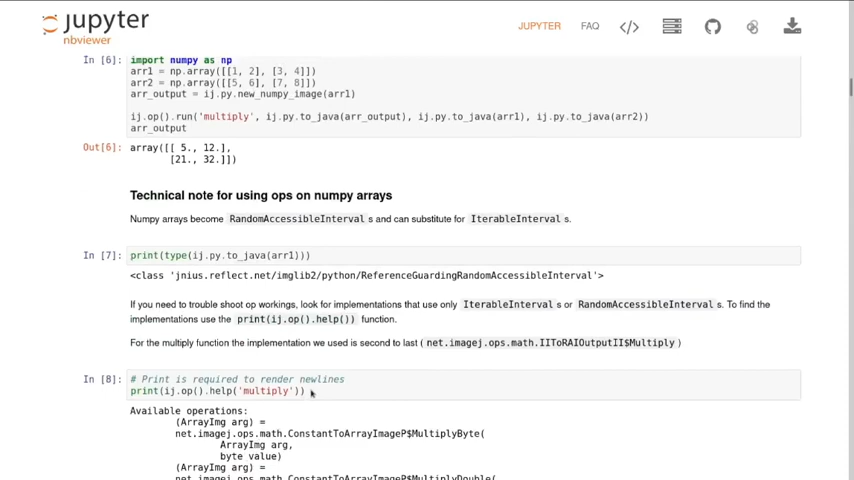 jupyter
nbviewer
JUPYTER
FAQ
</>
In [6]:
import numpy as np
arr1 = np.array([[1, 2], [3, 4]])
arr2 = np.array([[5, 6], [7, 8]])
arr_output = ij.py.new_numpy_image(arr1)
ij.op().run('multiply', ij.py.to_java(arr_output), ij.py.to_java(arr1), ij.py.to_java(arr2))
arr_output
Out[6]:
array([[ 5., 12.],
[21., 32.]])
Technical note for using ops on numpy arrays
Numpy arrays become RandomAccessibleInterval s and can substitute for IterableInterval s.
In [7]:
print(type(ij.py.to_java(arr1)))
<class 'jnius.reflect.net/imglib2/python/ReferenceGuardingRandomAccessibleInterval'>
If you need to trouble shoot op workings, look for implementations that use only IterableInterval s or RandomAccessibleInterval s. To find the
implementations use the print(ij.op().help()) function.
For the multiply function the implementation we used is second to last ( net.imagej.ops.math.IIToRAIOutputII$Multiply )
In [8]:
# Print is required to render newlines
print(ij.op().help('multiply'))
Available operations:
(ArrayImg arg) =
net.imagej.ops.math.ConstantToArrayImageP$MultiplyByte(
ArrayImg arg,
byte value)
(ArrayImg arg) =
net.imagej.ops.math.ConstantToArrayImageP$MultiplyDouble(